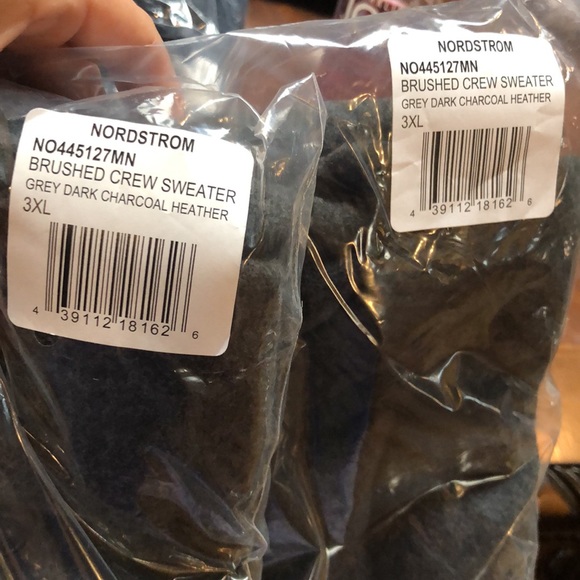 NORDSTROM
NO445127MN
BRUSHED CREW SWEATER
GREY DARK CHARCOAL HEATHER
3XL
4 39112 18162 6
NORDSTROM
NO445127MN
BRUSHED CREW SWEATER
GREY DARK CHARCOAL HEATHER
3XL
4 39112 18162 6